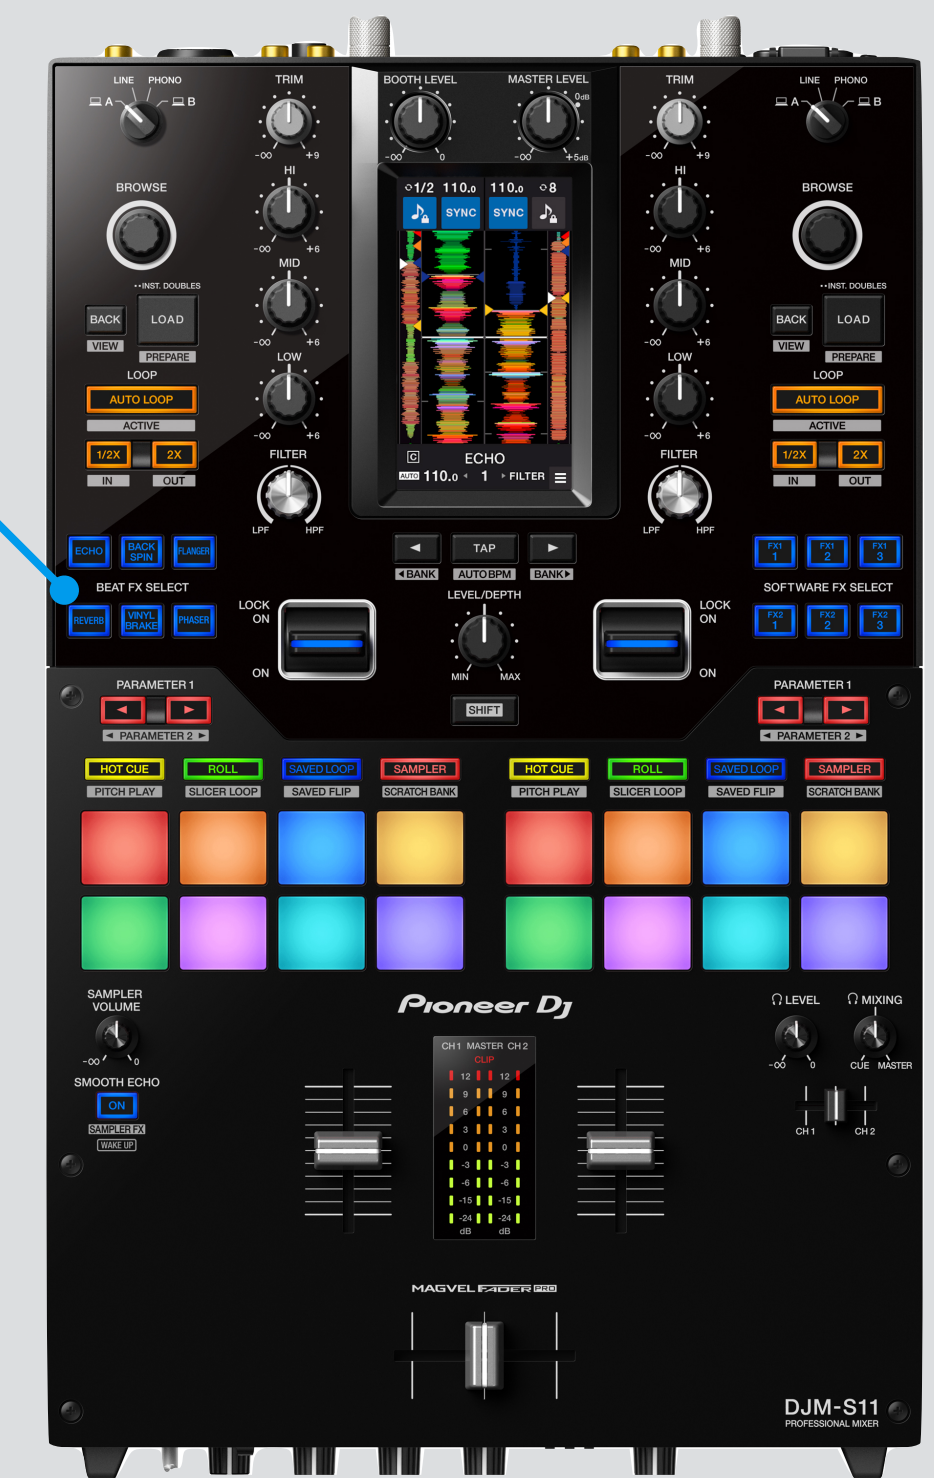 LINE PHONO
A B
TRIM
-∞ +9
BOOTH LEVEL
-∞ 0
MASTER LEVEL
0dB
-∞ +5dB
TRIM
-∞ +9
LINE PHONO
A B
BROWSE
HI
-∞ +6
HI
-∞ +6
BROWSE
1/2 110.0 110.0 8
SYNC SYNC
MID
-∞ +6
MID
-∞ +6
INST. DOUBLES
BACK LOAD
VIEW PREPARE
INST. DOUBLES
BACK LOAD
VIEW PREPARE
LOOP
AUTO LOOP
ACTIVE
1/2X 2X
IN OUT
LOW
-∞ +6
LOW
-∞ +6
LOOP
AUTO LOOP
ACTIVE
1/2X 2X
IN OUT
FILTER
LPF HPF
C ECHO
AUTO 110.0 1 FILTER
FILTER
LPF HPF
ECHO BACK SPIN FLANGER
BEAT FX SELECT
REVERB VINYL BRAKE PHASER
TAP
BANK AUTO BPM BANK
FX1 1 FX1 2 FX1 3
SOFTWARE FX SELECT
FX2 1 FX2 2 FX2 3
LOCK
ON
ON
LEVEL/DEPTH
MIN MAX
SHIFT
LOCK
ON
ON
PARAMETER 1
PARAMETER 2
PARAMETER 1
PARAMETER 2
HOT CUE ROLL SAVED LOOP SAMPLER
PITCH PLAY SLICER LOOP SAVED FLIP SCRATCH BANK
HOT CUE ROLL SAVED LOOP SAMPLER
PITCH PLAY SLICER LOOP SAVED FLIP SCRATCH BANK
SAMPLER
VOLUME
-∞ 0
SMOOTH ECHO
ON
SAMPLER FX
WAKE UP
Pioneer Dj
CH 1 MASTER CH 2
CLIP
12 12
9 9
6 6
3 3
0 0
-3 -3
-6 -6
-15 -15
-24 -24
dB dB
LEVEL MIXING
-∞ 0 CUE MASTER
CH 1 CH 2
MAGVEL FADER PRO
DJM-S11
PROFESSIONAL MIXER